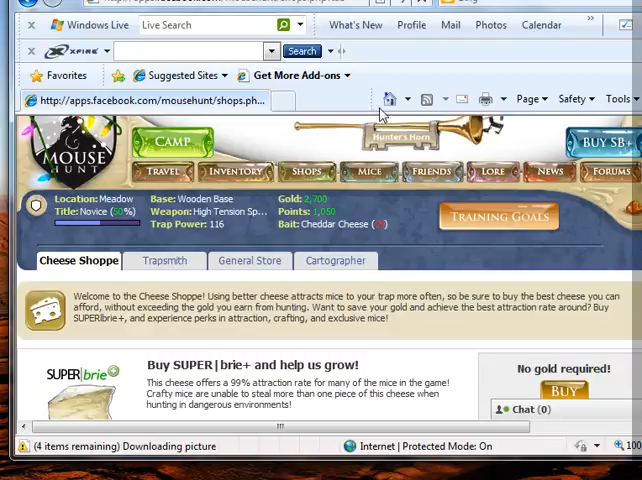 Windows Live
Live Search
What's New
Profile
Mail
Photos
Calendar
»
x
XFIRE
Search
Favorites
Suggested Sites
Get More Add-ons
http://apps.facebook.com/mousehunt/shops.ph...
Page
Safety
Tools
MOUSE
HUNT
CAMP
Hunter's Horn
BUY SB+
TRAVEL
INVENTORY
SHOPS
MICE
FRIENDS
LORE
NEWS
FORUMS
Location: Meadow
Title: Novice (50%)
Base: Wooden Base
Weapon: High Tension Sp...
Trap Power: 116
Gold: 2,700
Points: 1,050
Bait: Cheddar Cheese
TRAINING GOALS
Cheese Shoppe
Trapsmith
General Store
Cartographer
Welcome to the Cheese Shoppe! Using better cheese attracts mice to your trap more often, so be sure to buy the best cheese you can
afford, without exceeding the gold you earn from hunting. Want to save your gold and achieve the best attraction rate around? Buy
SUPER|brie+, and experience perks in attraction, crafting, and exclusive mice!
SUPER|brie+
Buy SUPER|brie+ and help us grow!
This cheese offers a 99% attraction rate for many of the mice in the game!
Crafty mice are unable to steal more than one piece of this cheese when
hunting in dangerous environments!
No gold required!
BUY
Chat (0)
(4 items remaining) Downloading picture
Internet | Protected Mode: On
100